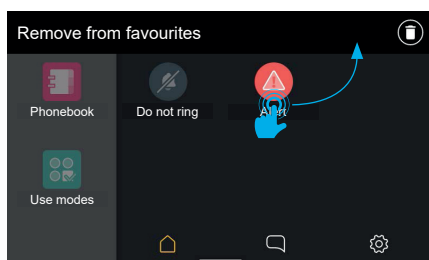 Remove from favourites
Phonebook
Do not ring
Alert
Use modes